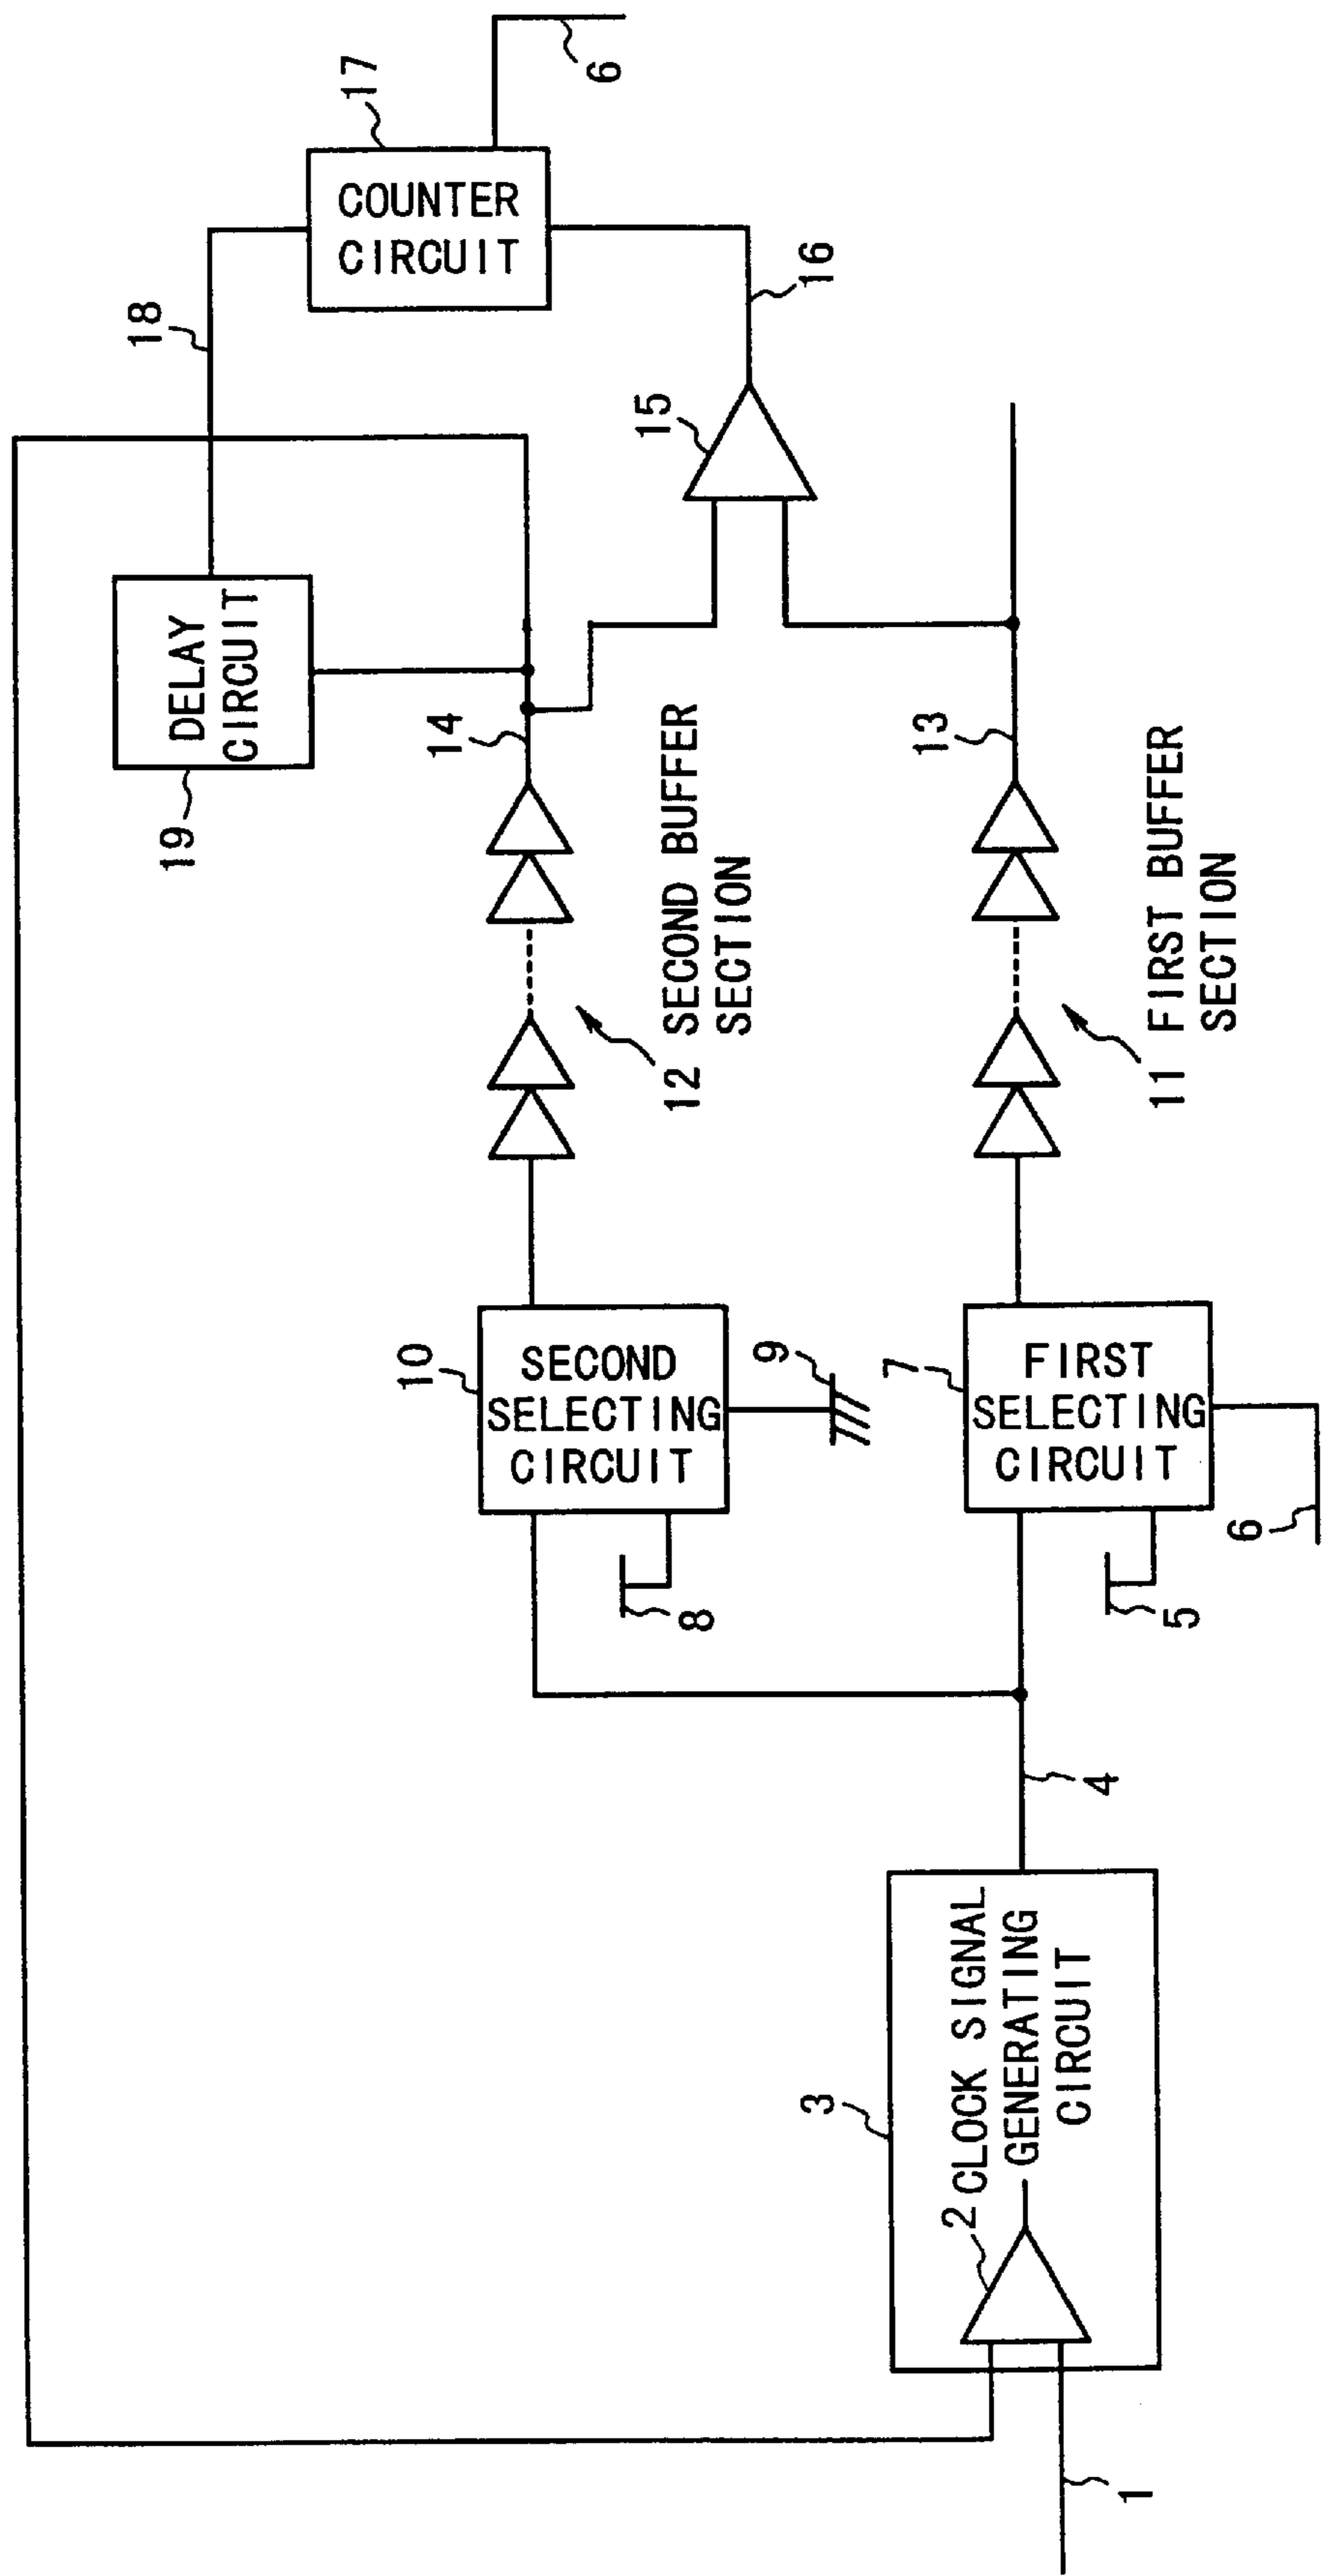 1
2
3
CLOCK SIGNAL
GENERATING
CIRCUIT
4
5
6
7
FIRST
SELECTING
CIRCUIT
8
9
10
SECOND
SELECTING
CIRCUIT
11 FIRST BUFFER
SECTION
12 SECOND BUFFER
SECTION
13
14
15
16
17
COUNTER
CIRCUIT
6
18
19
DELAY
CIRCUIT